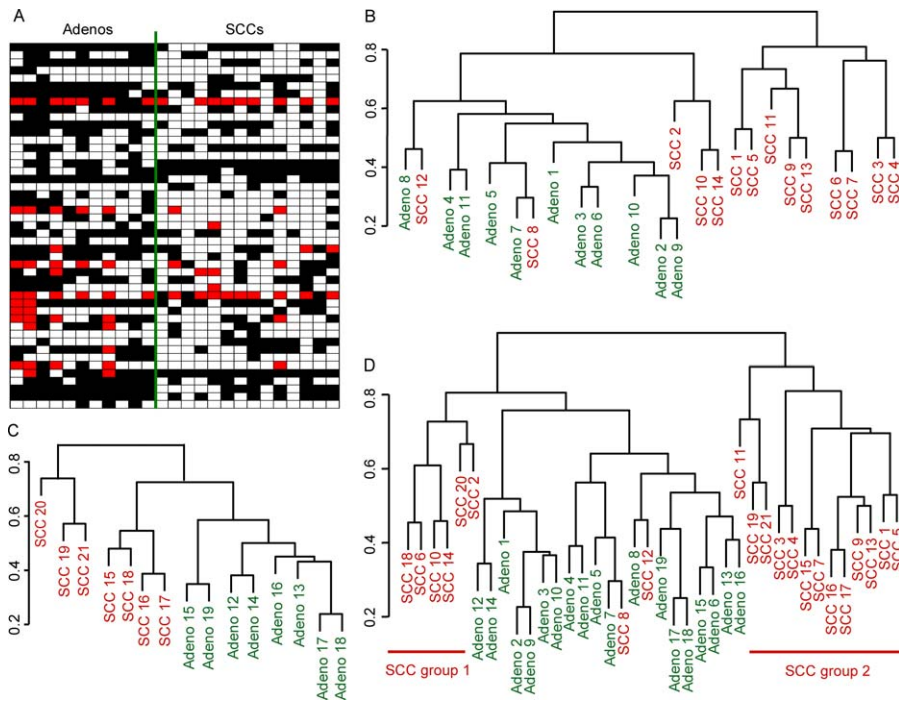 A
Adenos
SCCs
B
0.8
0.6
0.4
0.2
Adeno 8
SCC 12
Adeno 4
Adeno 11
Adeno 5
Adeno 7
SCC 8
Adeno 1
Adeno 3
Adeno 6
Adeno 10
Adeno 2
Adeno 9
SCC 2
SCC 10
SCC 14
SCC 1
SCC 5
SCC 11
SCC 9
SCC 13
SCC 6
SCC 7
SCC 3
SCC 4
C
0.8
0.6
0.4
0.2
SCC 20
SCC 19
SCC 21
SCC 15
SCC 18
SCC 16
SCC 17
Adeno 15
Adeno 19
Adeno 12
Adeno 14
Adeno 16
Adeno 13
Adeno 17
Adeno 18
D
0.8
0.6
0.4
0.2
SCC 18
SCC 6
SCC 10
SCC 14
SCC 20
SCC 2
Adeno 12
Adeno 14
Adeno 1
Adeno 2
Adeno 9
Adeno 3
Adeno 10
Adeno 4
Adeno 11
Adeno 5
Adeno 7
SCC 8
Adeno 8
SCC 12
Adeno 19
Adeno 17
Adeno 18
Adeno 15
Adeno 6
Adeno 13
Adeno 16
SCC 11
SCC 19
SCC 21
SCC 3
SCC 4
SCC 15
SCC 7
SCC 16
SCC 17
SCC 9
SCC 13
SCC 1
SCC 5
SCC group 1
SCC group 2